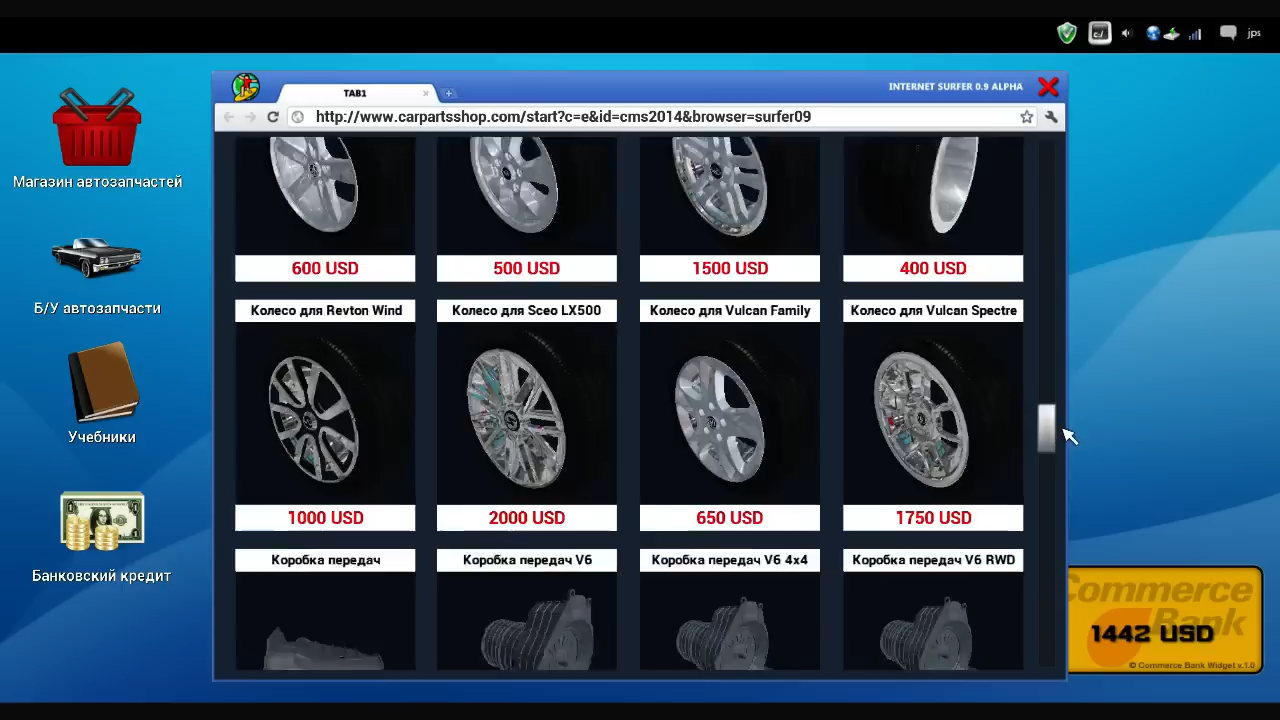 jps
TAB1
INTERNET SURFER 0.9 ALPHA
http://www.carpartsshop.com/start?c=e&id=cms2014&browser=surfer09
Магазин автозапчастей
Б/У автозапчасти
Учебники
Банковский кредит
600 USD
500 USD
1500 USD
400 USD
Колесо для Revton Wind
Колесо для Sceo LX500
Колесо для Vulcan Family
Колесо для Vulcan Spectre
1000 USD
2000 USD
650 USD
1750 USD
Коробка передач
Коробка передач V6
Коробка передач V6 4x4
Коробка передач V6 RWD
Commerce
Bank
1442 USD
© Commerce Bank Widget v.1.0